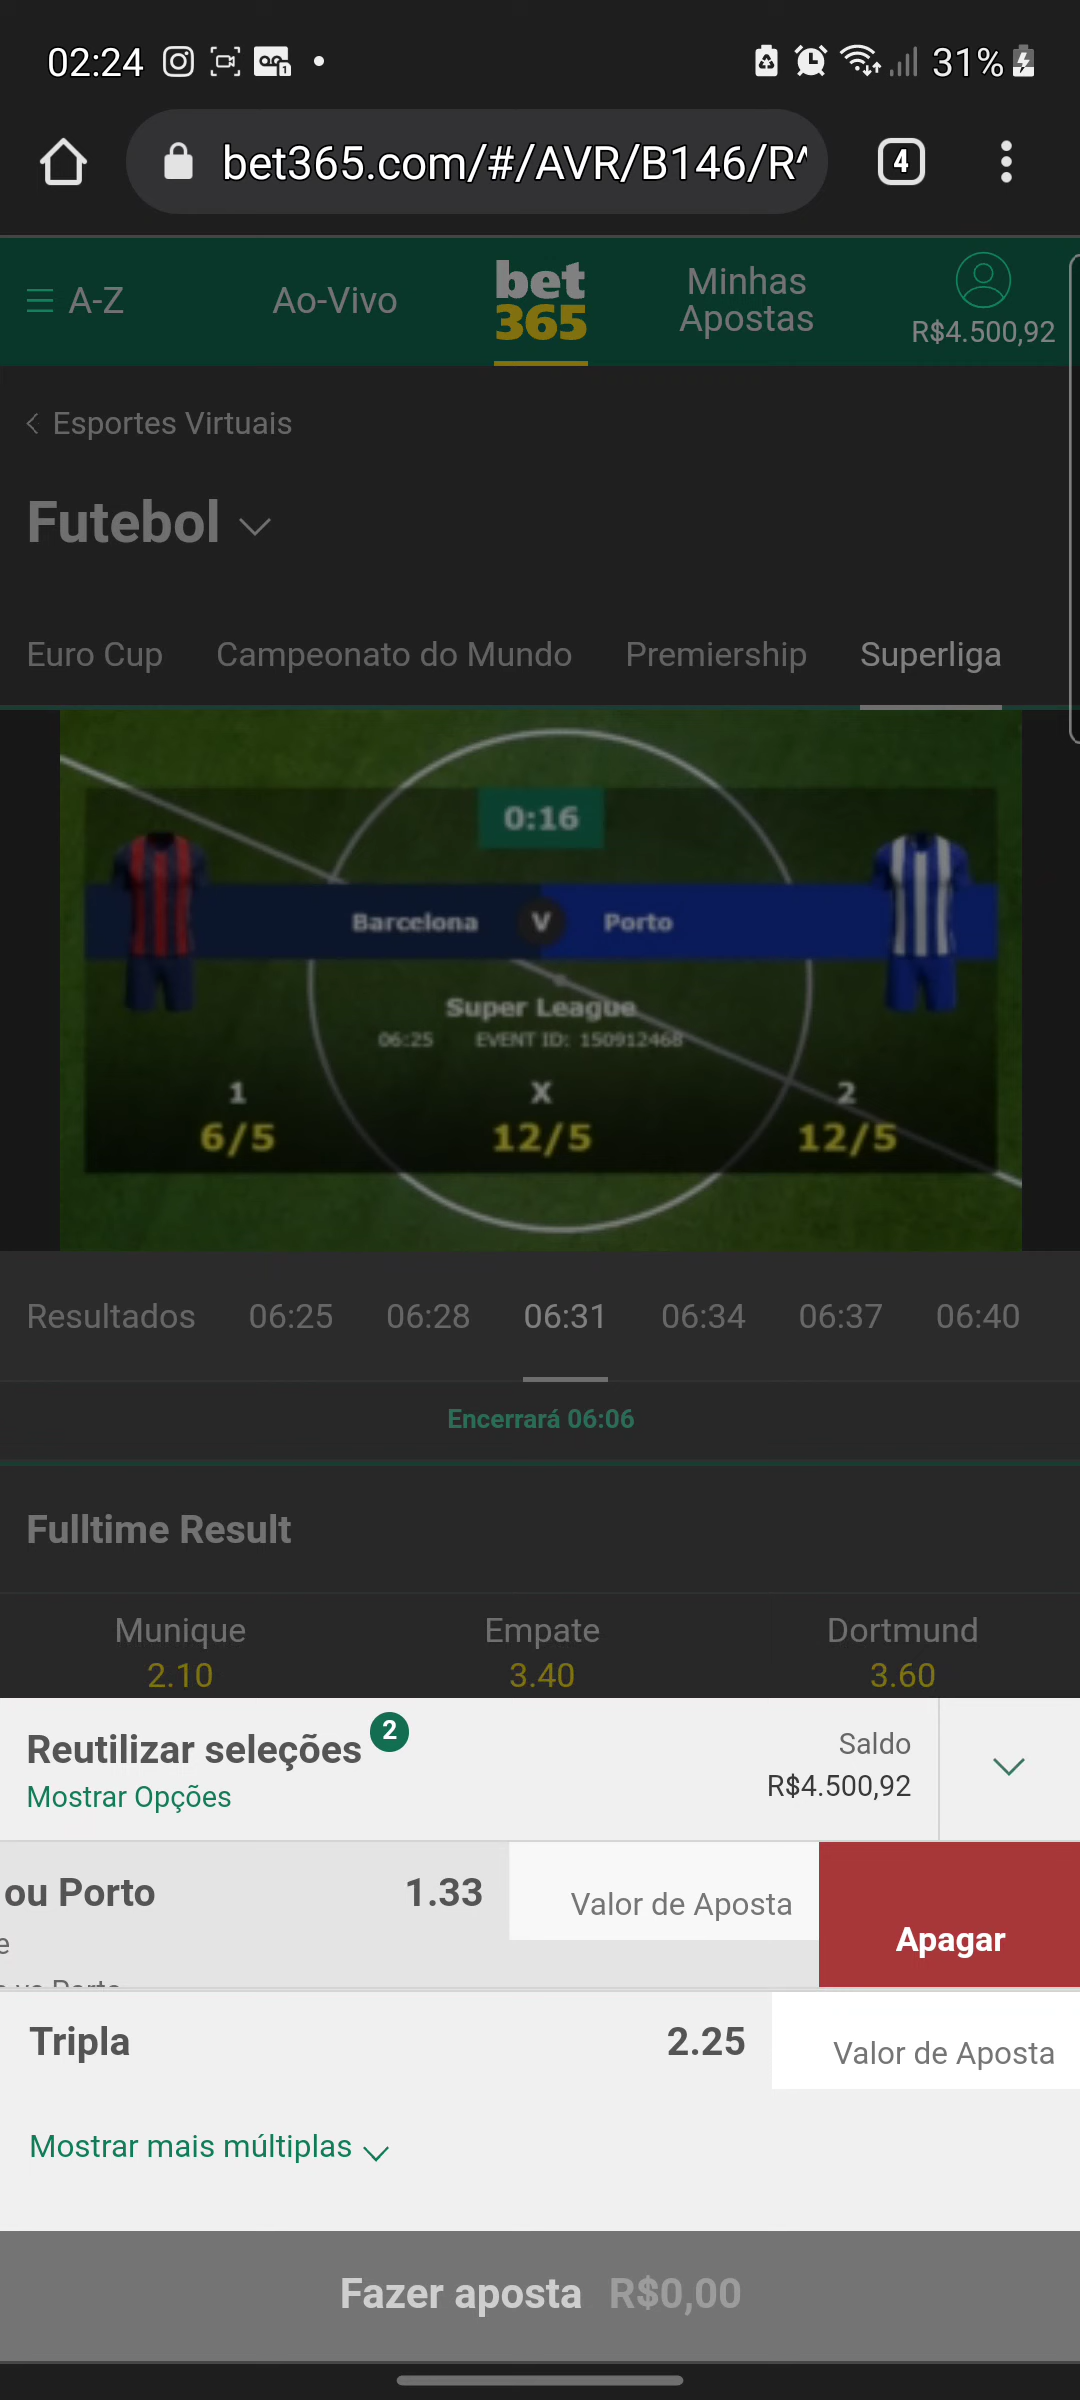 02:24
1
31%
bet365.com/#/AVR/B146/R
4
A-Z
Ao-Vivo
bet
365
Minhas
Apostas
R$4.500,92
Esportes Virtuais
Futebol
Euro Cup Campeonato do Mundo Premiership Superliga
0:16
Barcelona V Porto
Super League
06:25 EVENT ID: 150912468
1 X 2
6/5 12/5 12/5
Resultados 06:25 06:28 06:31 06:34 06:37 06:40
Encerrará 06:06
Fulltime Result
Munique Empate Dortmund
2.10 3.40 3.60
Reutilizar seleções 2
Mostrar Opções
Saldo
R$4.500,92
ou Porto 1.33 Valor de Aposta
e
Apagar
Tripla 2.25 Valor de Aposta
Mostrar mais múltiplas
Fazer aposta R$0,00